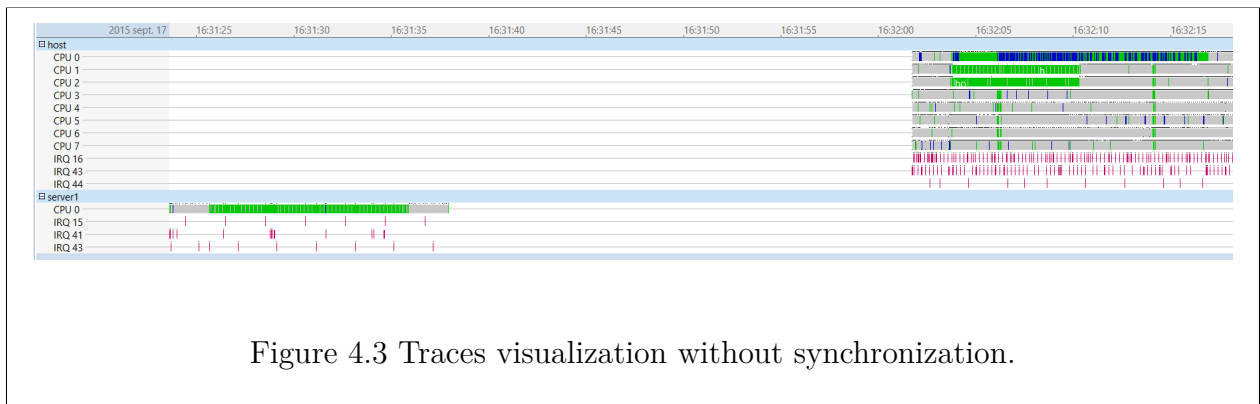 2015 sept. 17 16:31:25 16:31:30 16:31:35 16:31:40 16:31:45 16:31:50 16:31:55 16:32:00 16:32:05 16:32:10 16:32:15
host
CPU 0
CPU 1
CPU 2
CPU 3
CPU 4
CPU 5
CPU 6
CPU 7
IRQ 16
IRQ 43
IRQ 44
server1
CPU 0
IRQ 15
IRQ 41
IRQ 43
Figure 4.3 Traces visualization without synchronization.